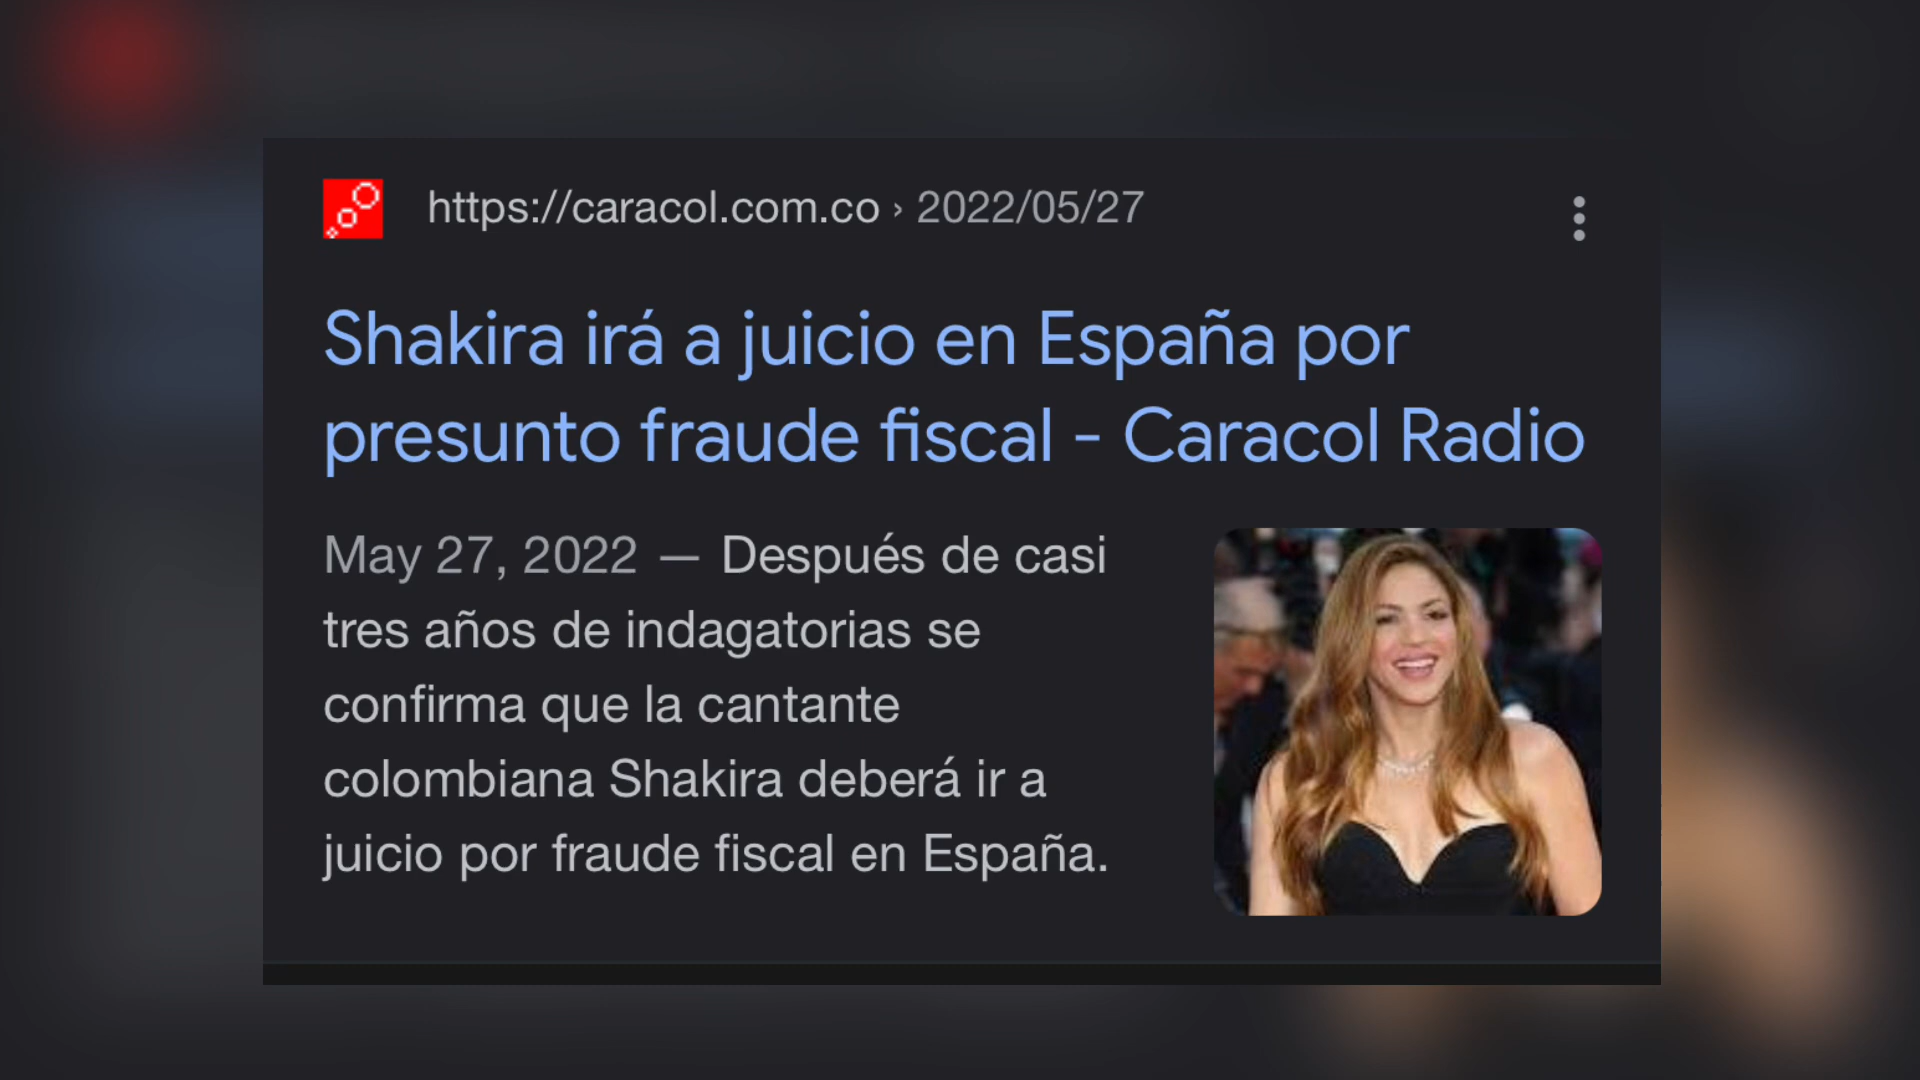 https://caracol.com.co › 2022/05/27
Shakira irá a juicio en España por
presunto fraude fiscal - Caracol Radio
May 27, 2022 — Después de casi
tres años de indagatorias se
confirma que la cantante
colombiana Shakira deberá ir a
juicio por fraude fiscal en España.